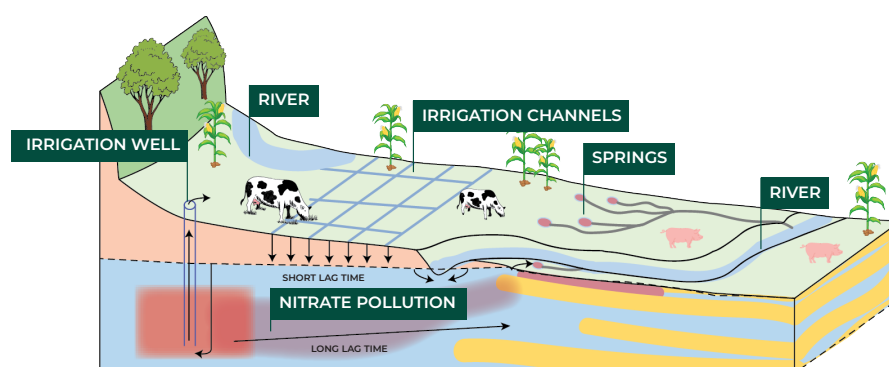 RIVER
IRRIGATION CHANNELS
IRRIGATION WELL
SPRINGS
RIVER
SHORT LAG TIME
NITRATE POLLUTION
LONG LAG TIME